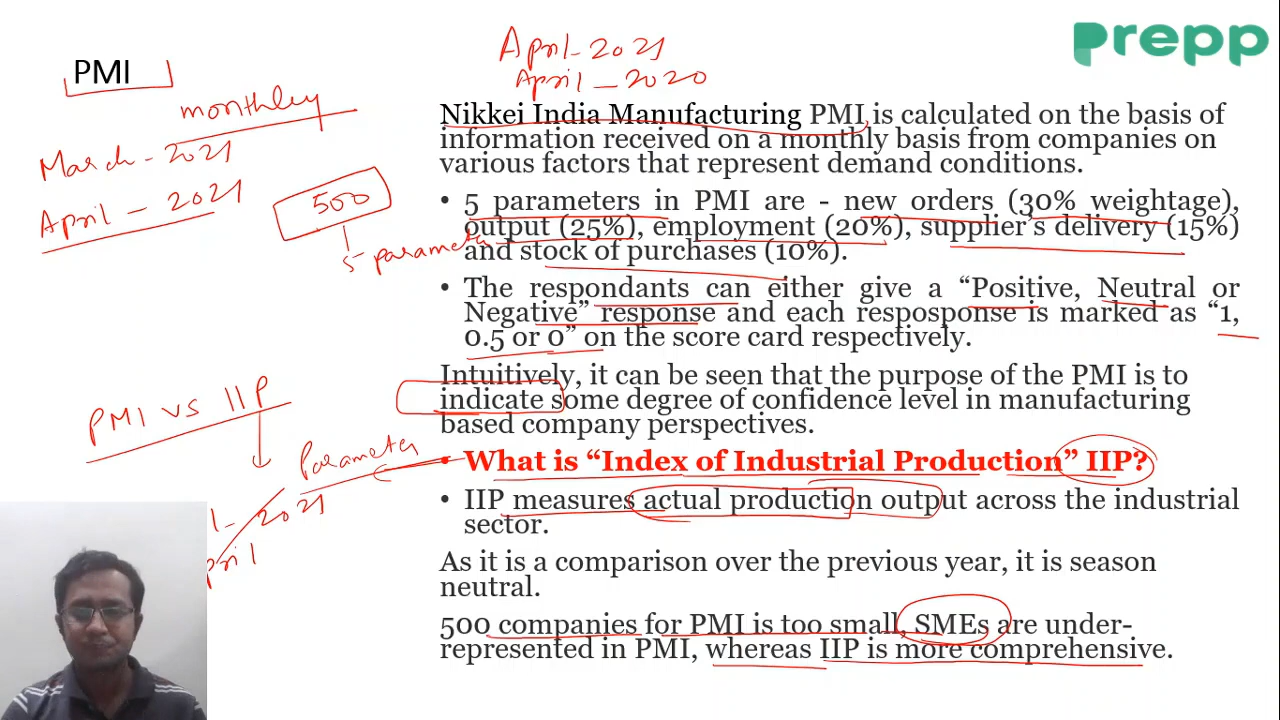 prepp
PMI
April-2021
April - 2020
monthley
March - 2021
April - 2021
500
5 parameter
Nikkei India Manufacturing PMI is calculated on the basis of
information received on a monthly basis from companies on
various factors that represent demand conditions.
• 5 parameters in PMI are - new orders (30% weightage),
output (25%), employment (20%), supplier's delivery (15%)
and stock of purchases (10%).
• The respondants can either give a “Positive, Neutral or
Negative” response and each resposponse is marked as “1,
0.5 or 0” on the score card respectively.
Intuitively, it can be seen that the purpose of the PMI is to
indicate some degree of confidence level in manufacturing
based company perspectives.
PMI vs IIP
Parameter
• What is “Index of Industrial Production” IIP?
• IIP measures actual production output across the industrial
sector.
2021
As it is a comparison over the previous year, it is season
neutral.
500 companies for PMI is too small, SMEs are under-
represented in PMI, whereas IIP is more comprehensive.